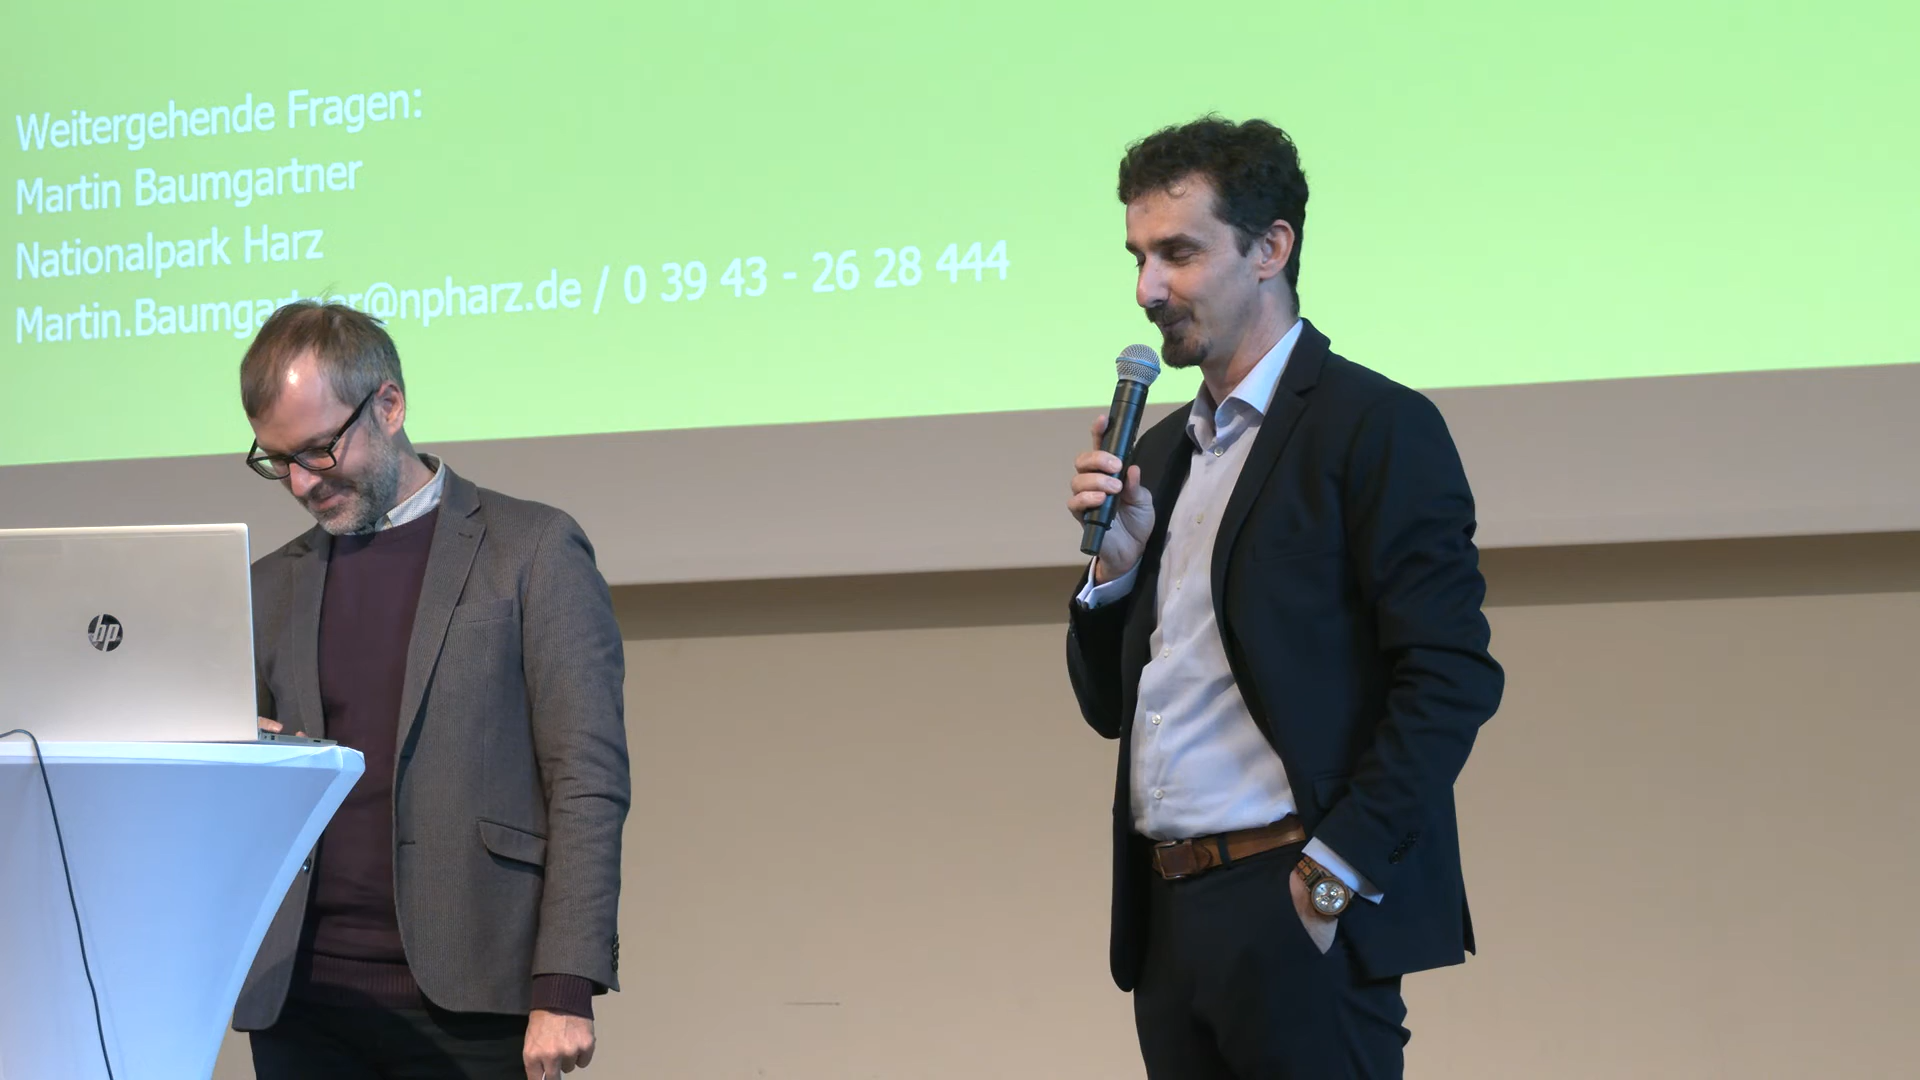 Weitergehende Fragen:
Martin Baumgartner
Nationalpark Harz
Martin.Baumgartner@npharz.de / 0 39 43 - 26 28 444
hp